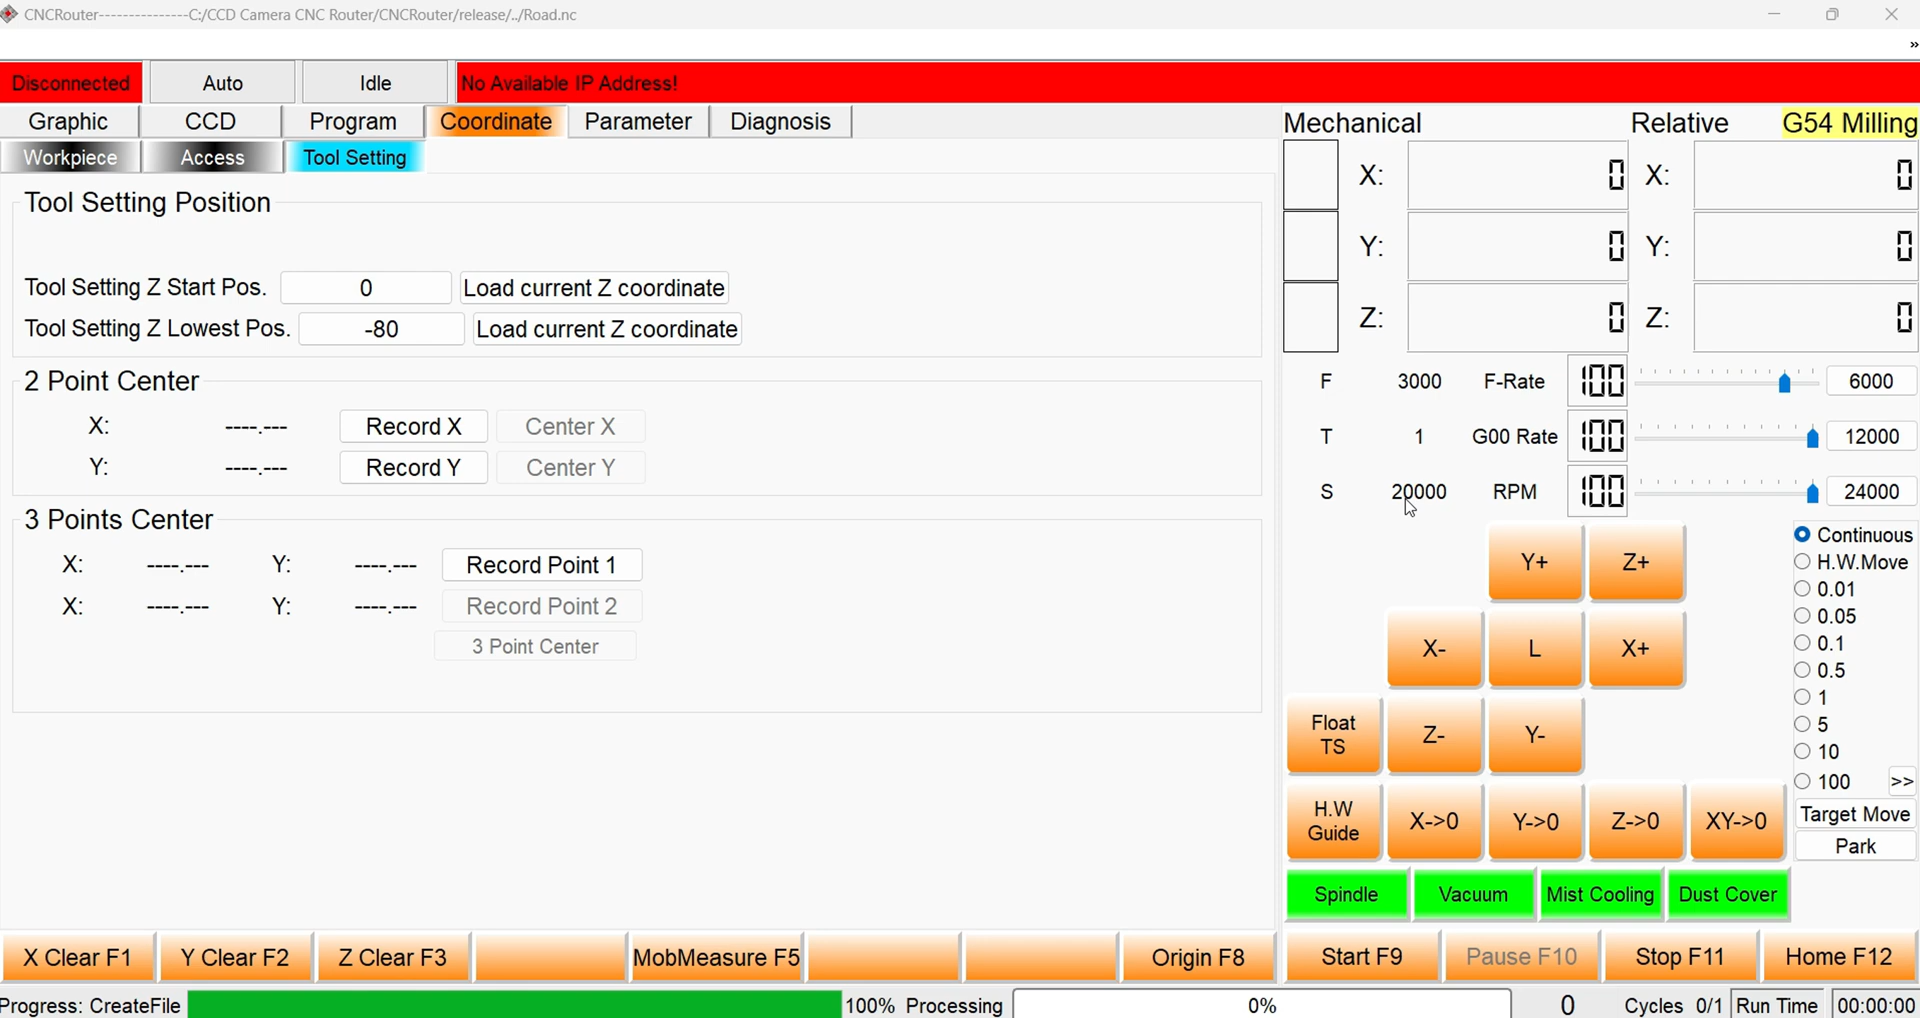 CNCRouter----------------C:/CCD Camera CNC Router/CNCRouter/release/../Road.nc
»
Disconnected Auto Idle No Available IP Address!
Graphic CCD Program Coordinate Parameter Diagnosis
Workpiece Access Tool Setting
Tool Setting Position
Tool Setting Z Start Pos. 0 Load current Z coordinate
Tool Setting Z Lowest Pos. -80 Load current Z coordinate
2 Point Center
X: ----.--- Record X Center X
Y: ----.--- Record Y Center Y
3 Points Center
X: ----.--- Y: ----.--- Record Point 1
X: ----.--- Y: ----.--- Record Point 2
3 Point Center
Mechanical Relative G54 Milling
X: 0 X: 0
Y: 0 Y: 0
Z: 0 Z: 0
F 3000 F-Rate 100 6000
T 1 G00 Rate 100 12000
S 20000 RPM 100 24000
Y+ Z+
X- L X+
Float TS Z- Y-
H.W Guide X->0 Y->0 Z->0 XY->0
Continuous
H.W.Move
0.01
0.05
0.1
0.5
1
5
10
100 >>
Target Move
Park
Spindle Vacuum Mist Cooling Dust Cover
X Clear F1 Y Clear F2 Z Clear F3 MobMeasure F5 Origin F8 Start F9 Pause F10 Stop F11 Home F12
Progress: CreateFile 100% Processing 0% 0 Cycles 0/1 Run Time 00:00:00